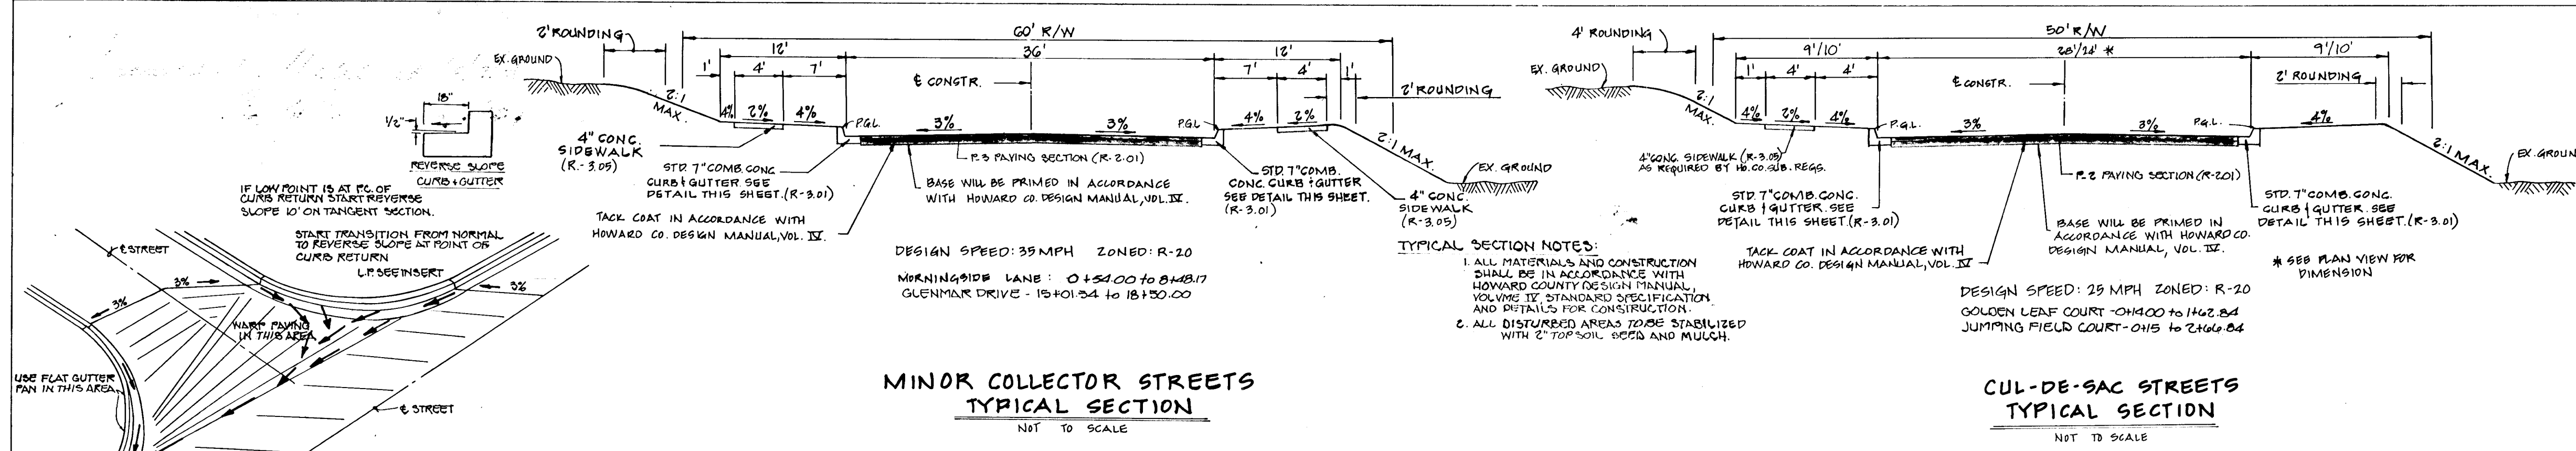 2' ROUNDING
60' R/W
12'
36'
12'
EX. GROUND
1'
4'
7'
℄ CONSTR.
7'
4'
1'
2' ROUNDING
2:1
MAX.
4%
2%
4%
P.G.L.
3%
3%
P.G.L
4%
2%
2:1 MAX.
EX. GROUND
18"
1/2"
REVERSE SLOPE
CURB + GUTTER
4" CONC.
SIDEWALK
(R-3.05)
STD. 7" COMB. CONC
CURB & GUTTER. SEE
DETAIL THIS SHEET. (R-3.01)
TACK COAT IN ACCORDANCE WITH
HOWARD CO. DESIGN MANUAL, VOL. IV.
P.3 PAVING SECTION (R-2.01)
BASE WILL BE PRIMED IN ACCORDANCE
WITH HOWARD CO. DESIGN MANUAL, VOL. IV.
STD. 7" COMB.
CONC. CURB & GUTTER
SEE DETAIL THIS SHEET.
(R-3.01)
4" CONC.
SIDEWALK
(R-3.05)
IF LOW POINT IS AT P.C. OF
CURB RETURN START REVERSE
SLOPE 10' ON TANGENT SECTION.
START TRANSITION FROM NORMAL
TO REVERSE SLOPE AT POINT OF
CURB RETURN
L.P. SEE INSERT
℄ STREET
3%
3%
3%
WARP PAVING
IN THIS AREA
USE FLAT GUTTER
PAN IN THIS AREA
℄ STREET
DESIGN SPEED: 35 MPH ZONED: R-20
MORNINGSIDE LANE: 0+54.00 to 8+48.17
GLENMAR DRIVE - 15+01.54 to 18+50.00
MINOR COLLECTOR STREETS
TYPICAL SECTION
NOT TO SCALE
TYPICAL SECTION NOTES:
1. ALL MATERIALS AND CONSTRUCTION
SHALL BE IN ACCORDANCE WITH
HOWARD COUNTY DESIGN MANUAL,
VOLVME IV, STANDARD SPECIFICATION
AND DETAILS FOR CONSTRUCTION.
2. ALL DISTURBED AREAS TO BE STABILIZED
WITH 2" TOP SOIL SEED AND MULCH.
4' ROUNDING
50' R/W
9'/10'
28'/24' *
9'/10'
EX. GROUND
1'
4'
4'
℄ CONSTR.
2' ROUNDING
2:1
MAX.
4%
2%
4%
P.G.L.
3%
3%
P.G.L.
4%
2:1 MAX.
EX. GROUN
4" CONC. SIDEWALK (R-3.05)
AS REQUIRED BY HO. CO. SUB. REGS.
STD. 7" COMB. CONC.
CURB & GUTTER. SEE
DETAIL THIS SHEET. (R-3.01)
TACK COAT IN ACCORDANCE WITH
HOWARD CO. DESIGN MANUAL, VOL. IV
P.2 PAVING SECTION (R-2.01)
BASE WILL BE PRIMED IN
ACCORDANCE WITH HOWARD CO.
DESIGN MANUAL, VOL. IV.
STD. 7" COMB. CONC.
CURB & GUTTER. SEE
DETAIL THIS SHEET. (R-3.01)
* SEE PLAN VIEW FOR
DIMENSION
DESIGN SPEED: 25 MPH ZONED: R-20
GOLDEN LEAF COURT - 0+14.00 to 1+62.84
JUMPING FIELD COURT - 0+15 to 2+66.84
CUL-DE-SAC STREETS
TYPICAL SECTION
NOT TO SCALE